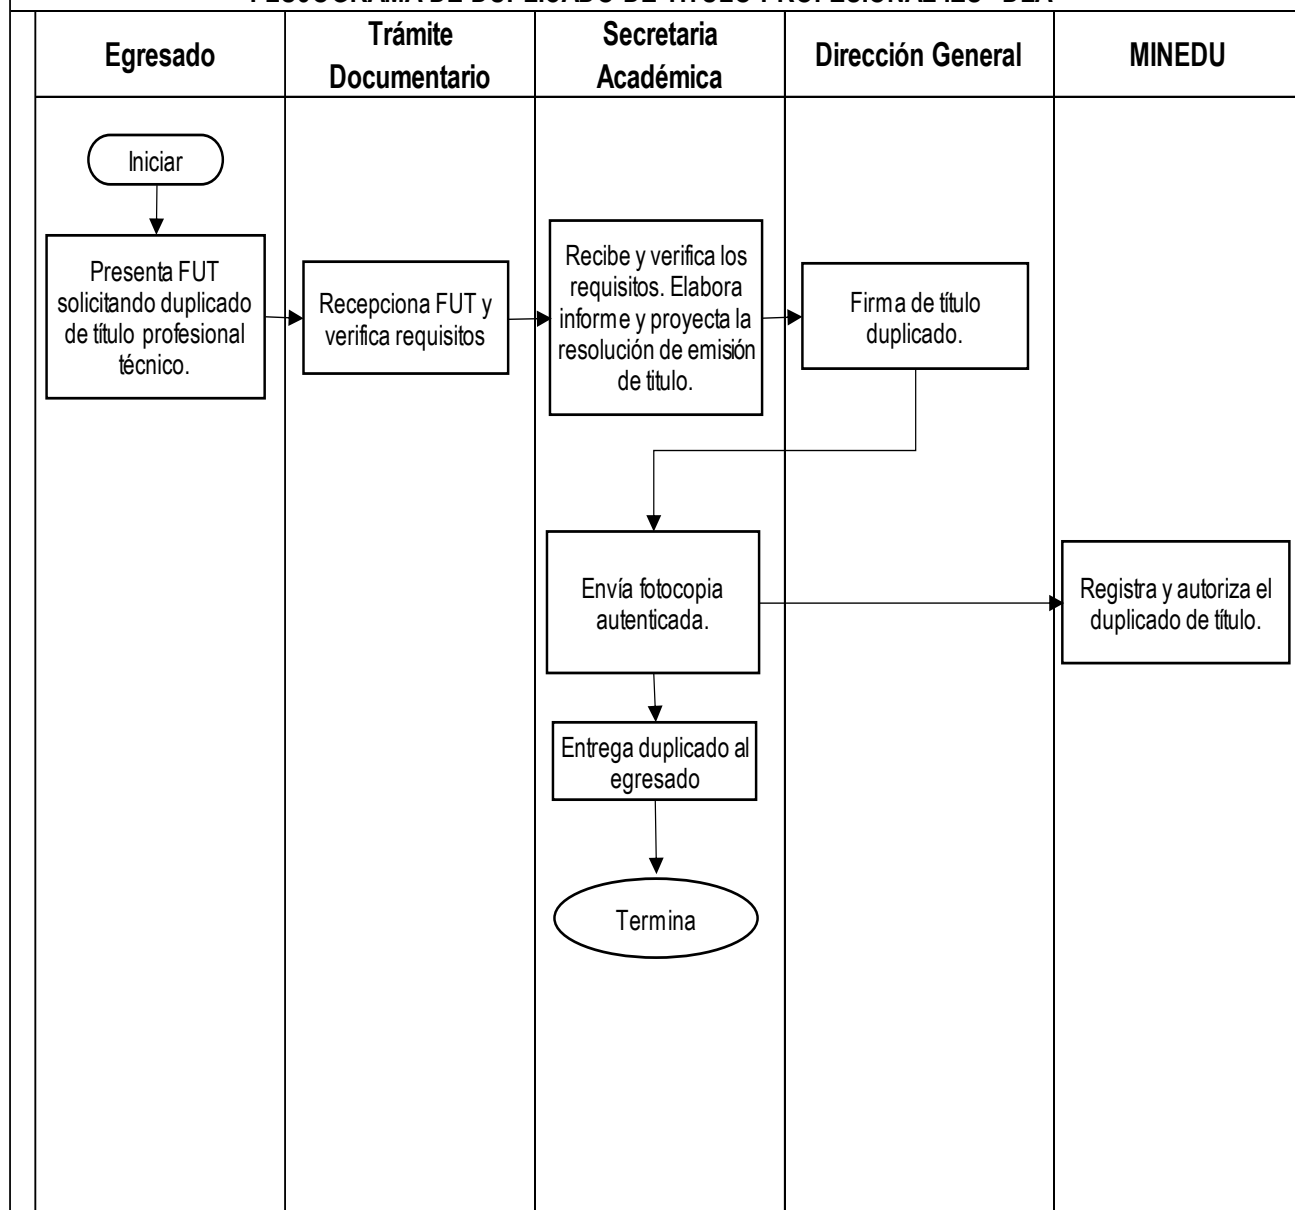 Egresado
Trámite
Documentario
Secretaria
Académica
Dirección General
MINEDU
Iniciar
Presenta FUT
solicitando duplicado
de título profesional
técnico.
Recepciona FUT y
verifica requisitos
Recibe y verifica los
requisitos. Elabora
informe y proyecta la
resolución de emisión
de titulo.
Firma de título
duplicado.
Envía fotocopia
autenticada.
Registra y autoriza el
duplicado de título.
Entrega duplicado al
egresado
Termina